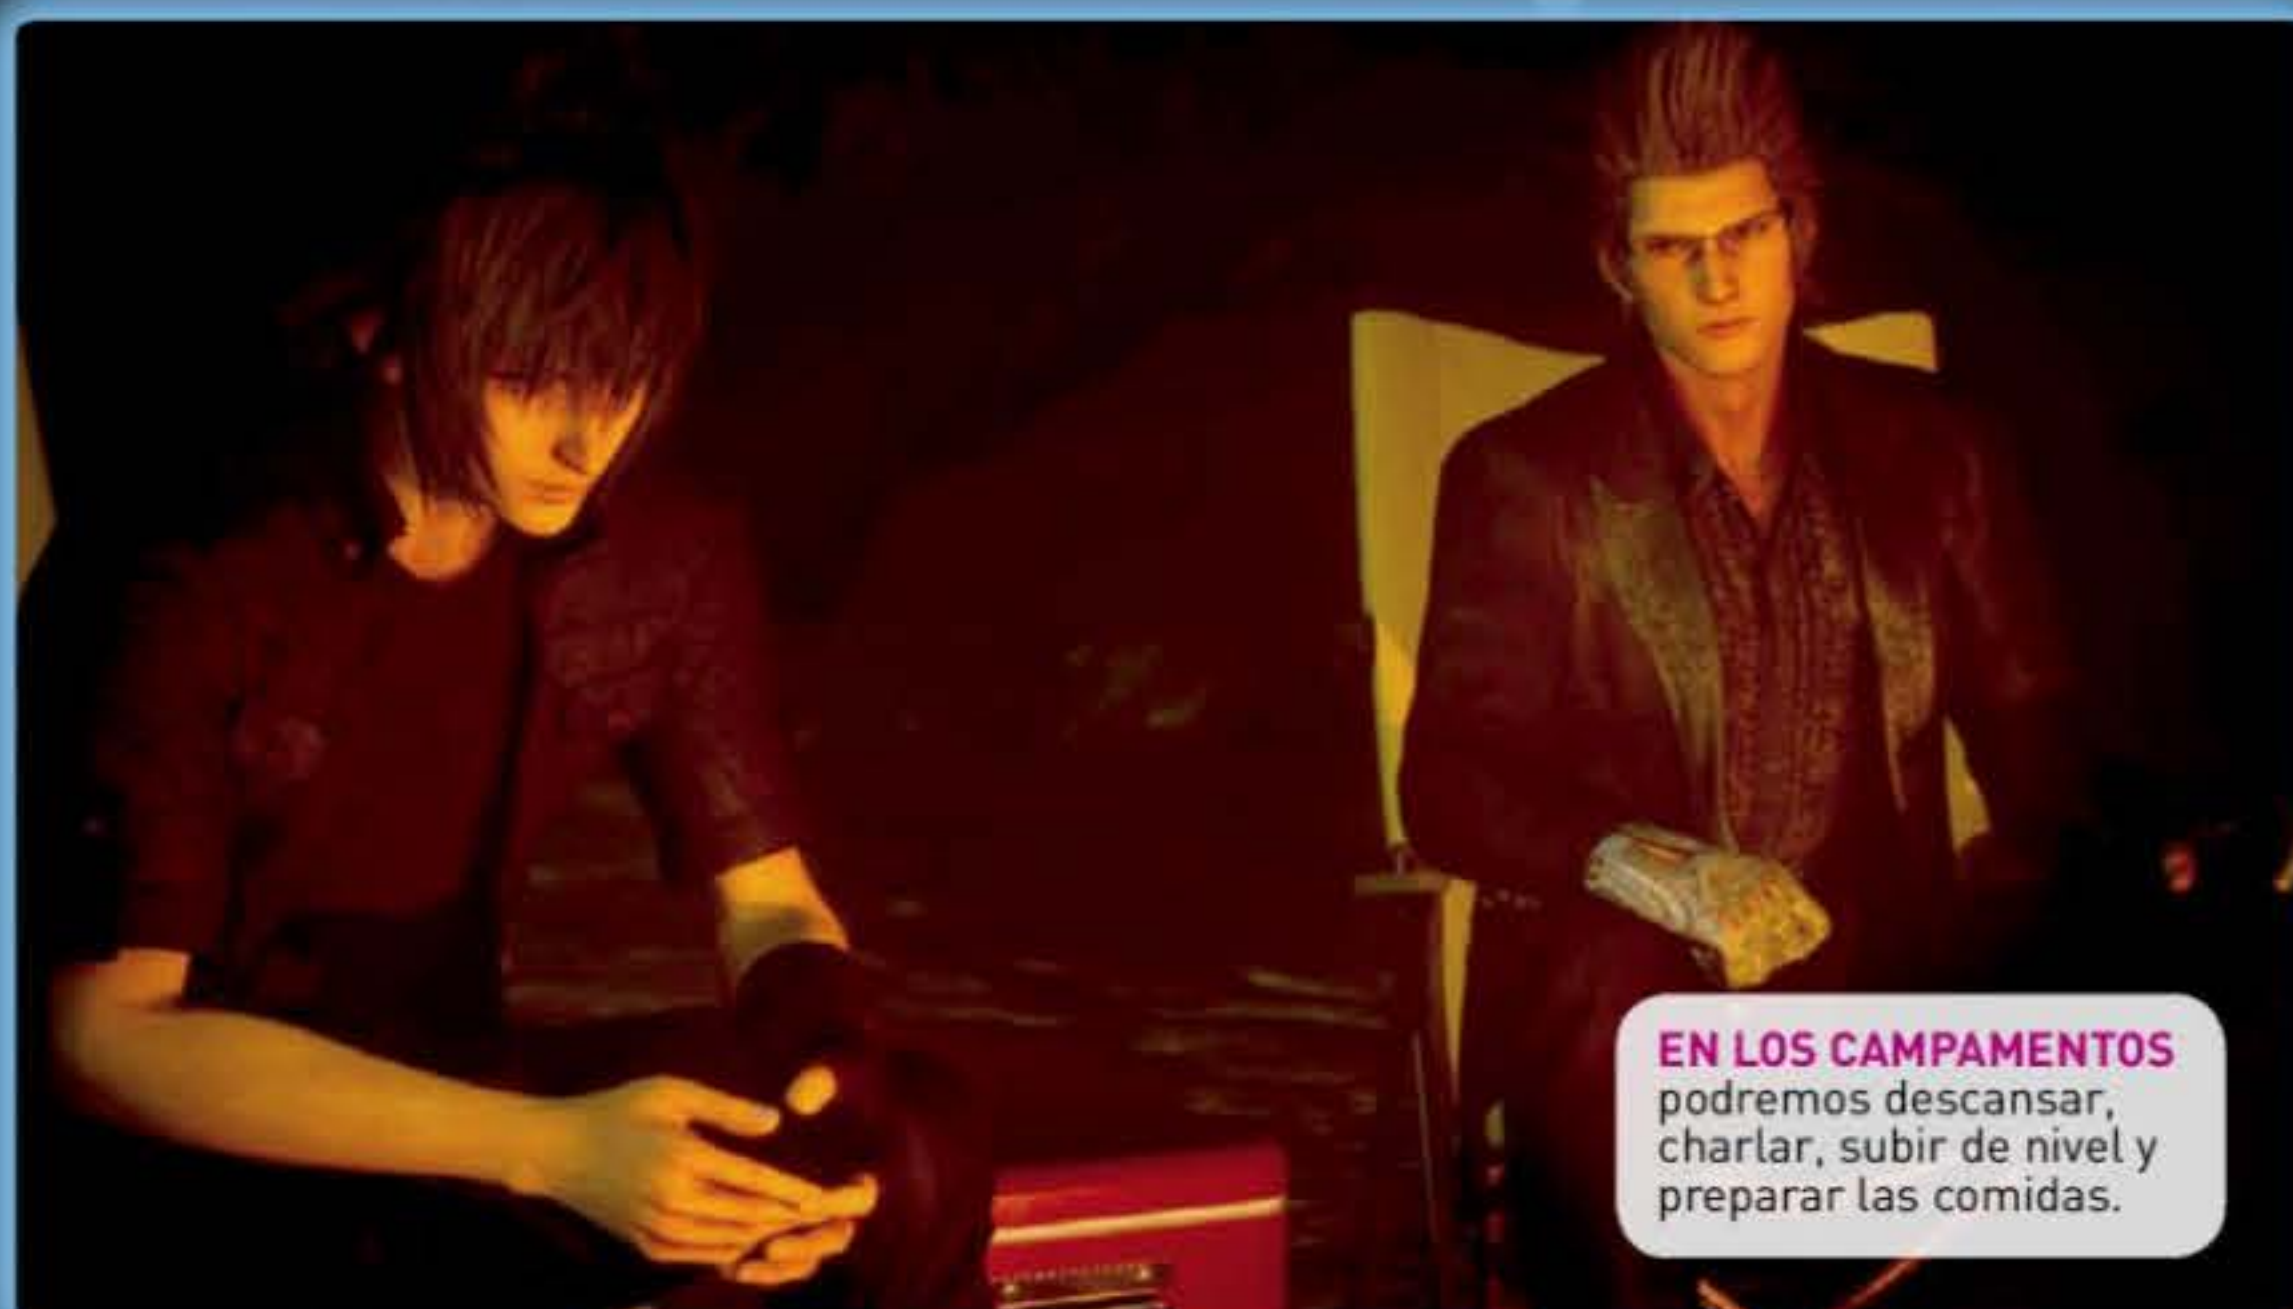 EN LOS CAMPAMENTOS
podremos descansar,
charlar, subir de nivel y
preparar las comidas.